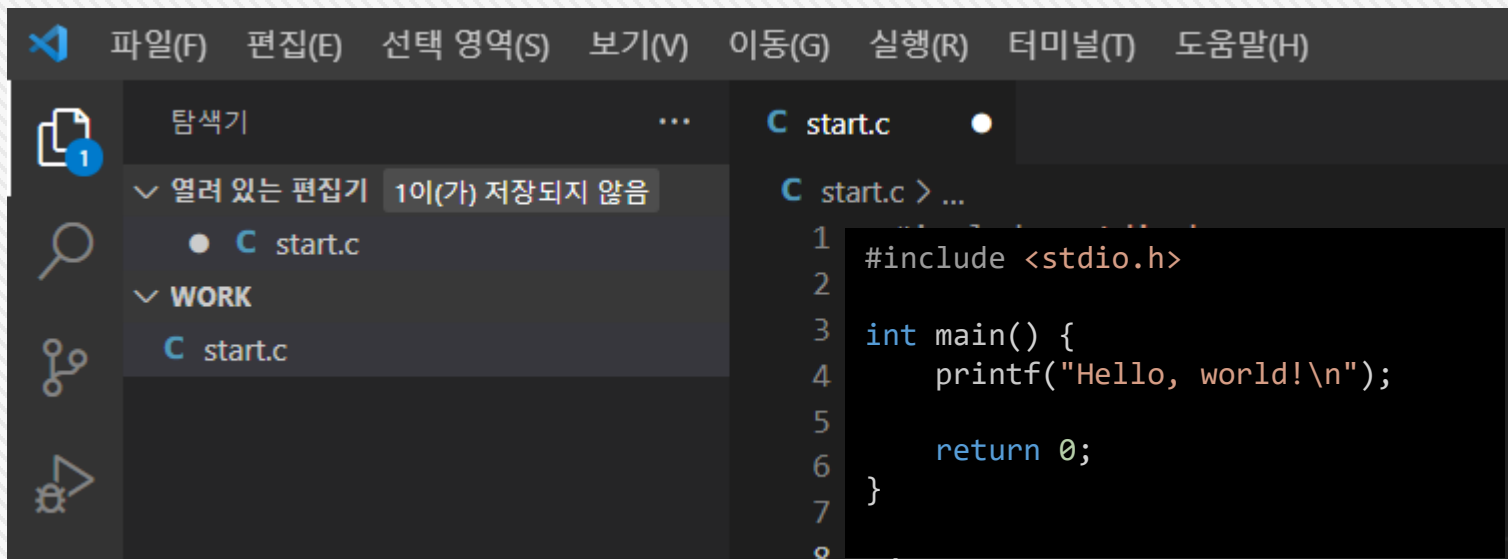 파일(F) 편집(E) 선택 영역(S) 보기(V) 이동(G) 실행(R) 터미널(T) 도움말(H)
1
탐색기 ...
열려 있는 편집기 1이(가) 저장되지 않음
C start.c
WORK
C start.c
C start.c
C start.c > ...
1
2
3
4
5
6
7
8
#include <stdio.h>
int main() {
printf("Hello, world!\n");
return 0;
}